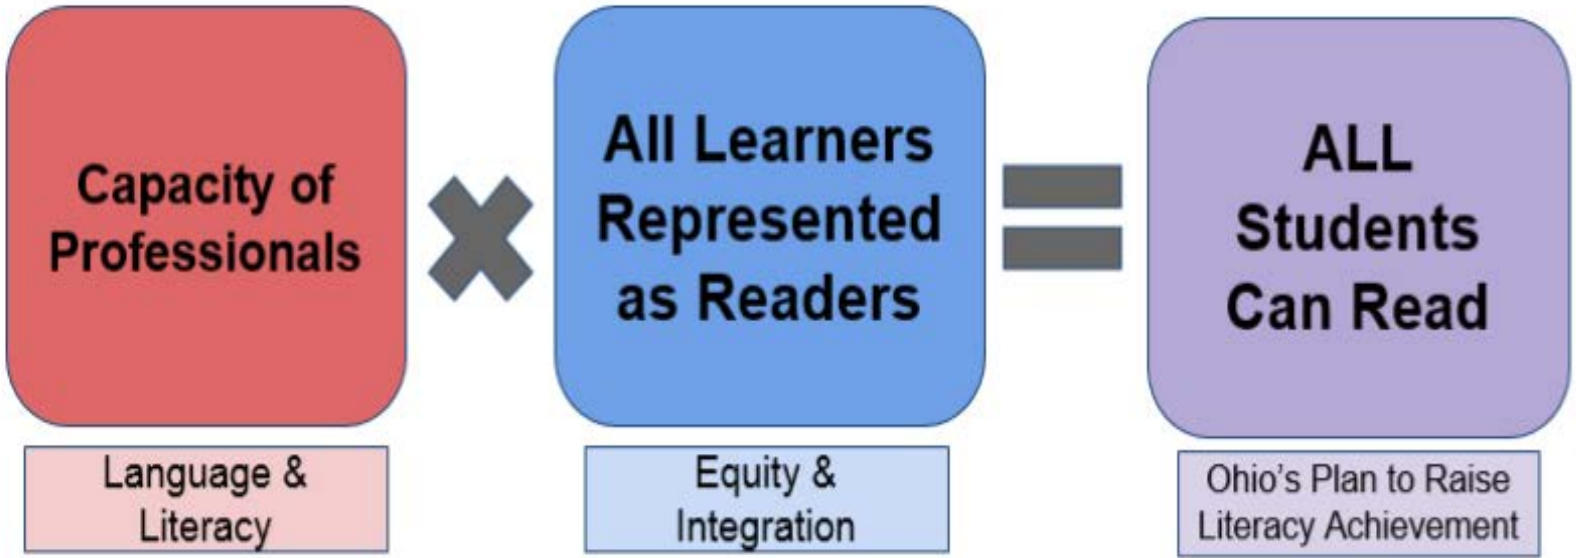 Capacity of
Professionals
All Learners
Represented
as Readers
ALL
Students
Can Read
Language &
Literacy
Equity &
Integration
Ohio's Plan to Raise
Literacy Achievement